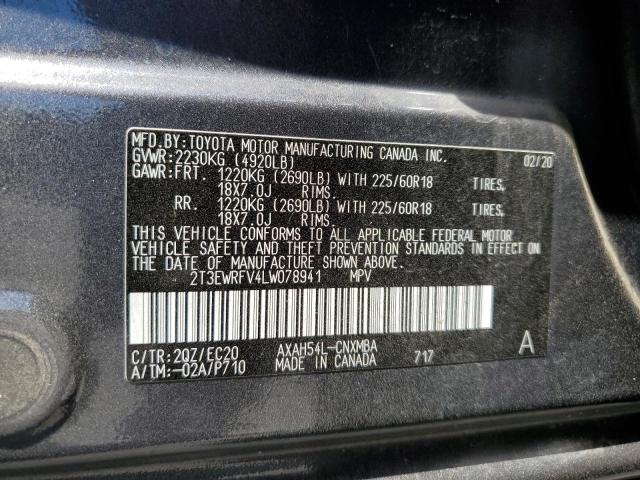 MFD.BY:TOYOTA MOTOR MANUFACTURING CANADA INC.
GVWR:2230KG (4920LB) 02/20
GAWR:FRT. 1220KG (2690LB) WITH 225/60R18 TIRES,
18X7.0J RIMS.
RR. 1220KG (2690LB) WITH 225/60R18 TIRES,
18X7.0J RIMS.
THIS VEHICLE CONFORMS TO ALL APPLICABLE FEDERAL MOTOR
VEHICLE SAFETY AND THEFT PREVENTION STANDARDS IN EFFECT ON
THE DATE OF MANUFACTURE SHOWN ABOVE.
2T3EWRFV4LW078941 MPV
C/TR:2QZ/EC20 AXAH54L-CNXMBA A
A/TM:-02A/P710 MADE IN CANADA 717